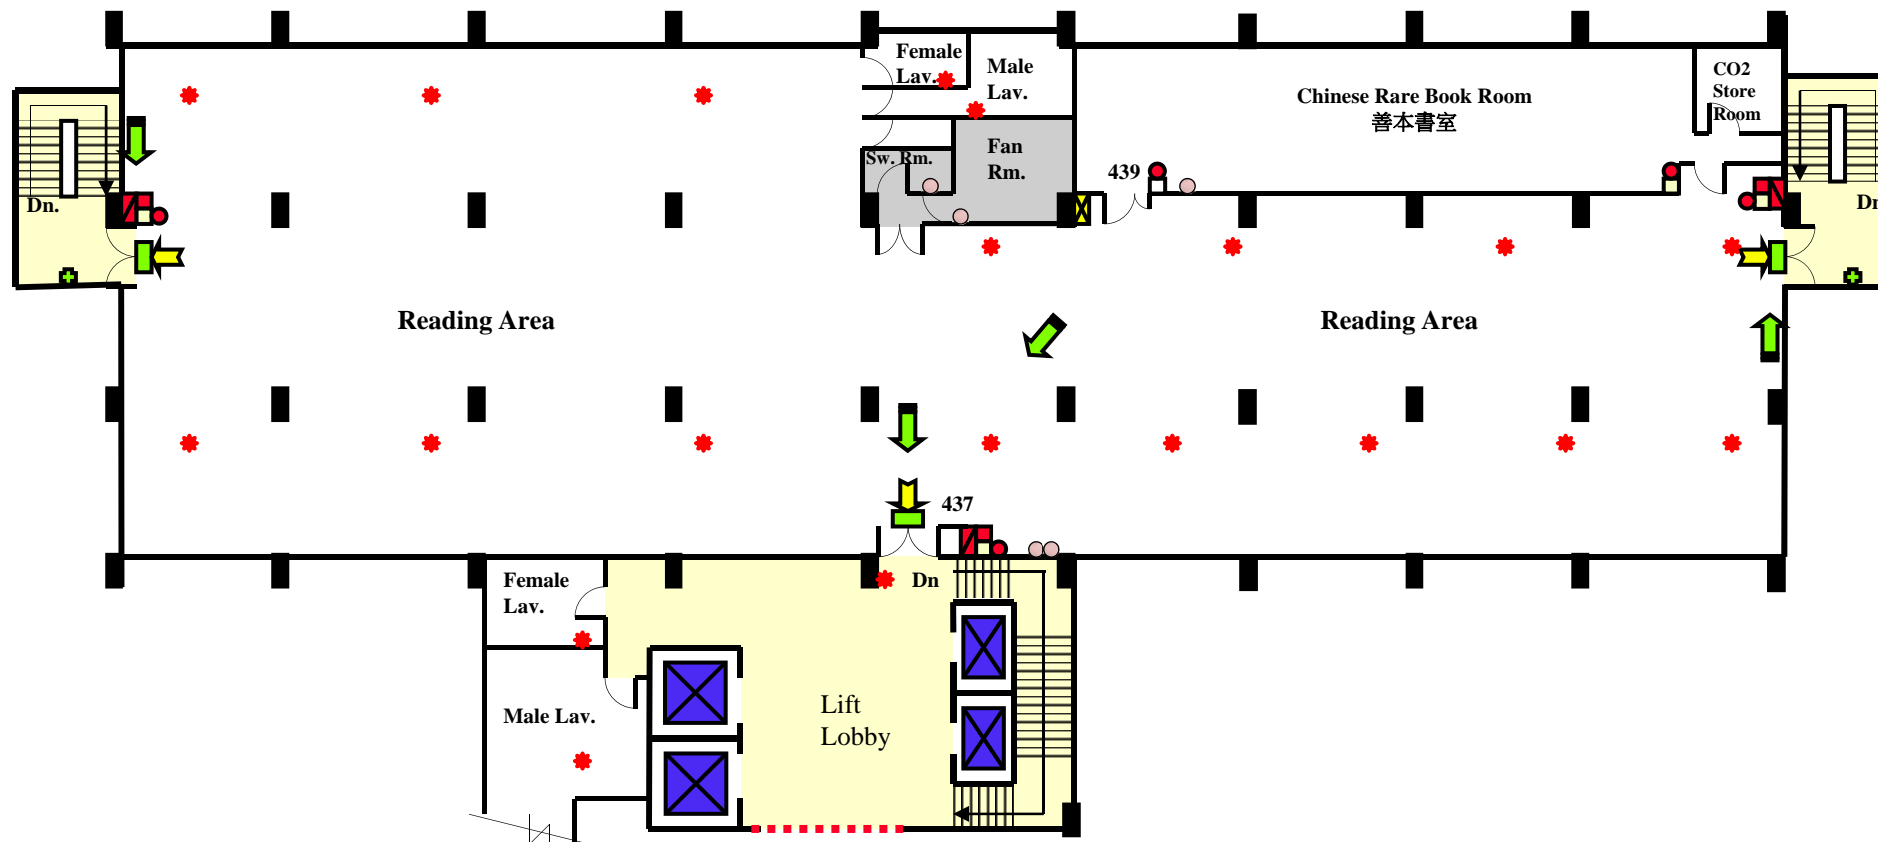 Female
Lav.
Male
Lav.
Chinese Rare Book Room
善本書室
CO2
Store
Room
Sw. Rm.
Fan
Rm.
439
Dn.
Dn
Reading Area
Reading Area
437
Female
Lav.
Dn
Lift
Lobby
Male Lav.